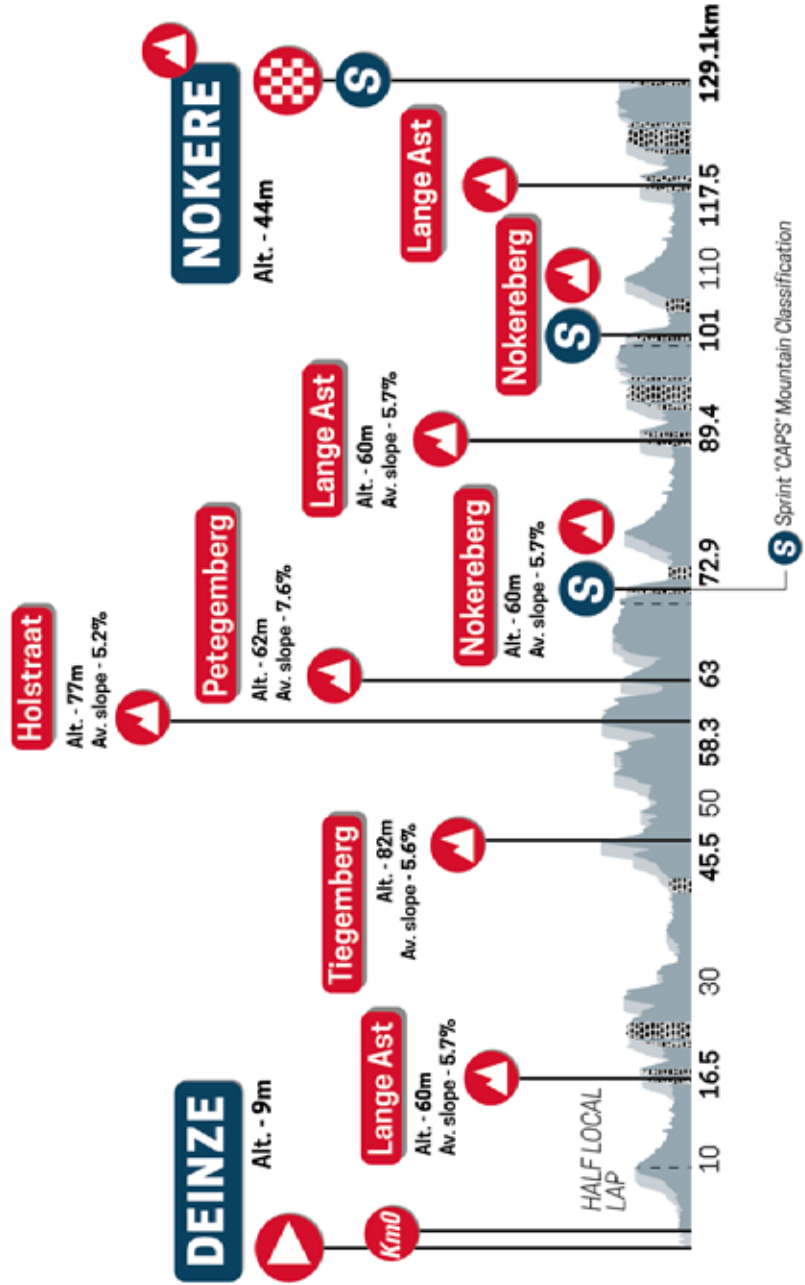 DEINZE
Alt. - 9m
Km0
HALF LOCAL
LAP
Lange Ast
Alt. - 60m
Av. slope - 5.7%
Tiegemberg
Alt. - 82m
Av. slope - 5.6%
Holstraat
Alt. - 77m
Av. slope - 5.2%
Petegemberg
Alt. - 62m
Av. slope - 7.6%
Nokereberg
Alt. - 60m
Av. slope - 5.7%
S
Lange Ast
Alt. - 60m
Av. slope - 5.7%
Nokereberg
S
Lange Ast
NOKERE
Alt. - 44m
S
10
16.5
30
45.5
50
58.3
63
72.9
89.4
101
110
117.5
129.1km
S Sprint 'CAPS' Mountain Classification